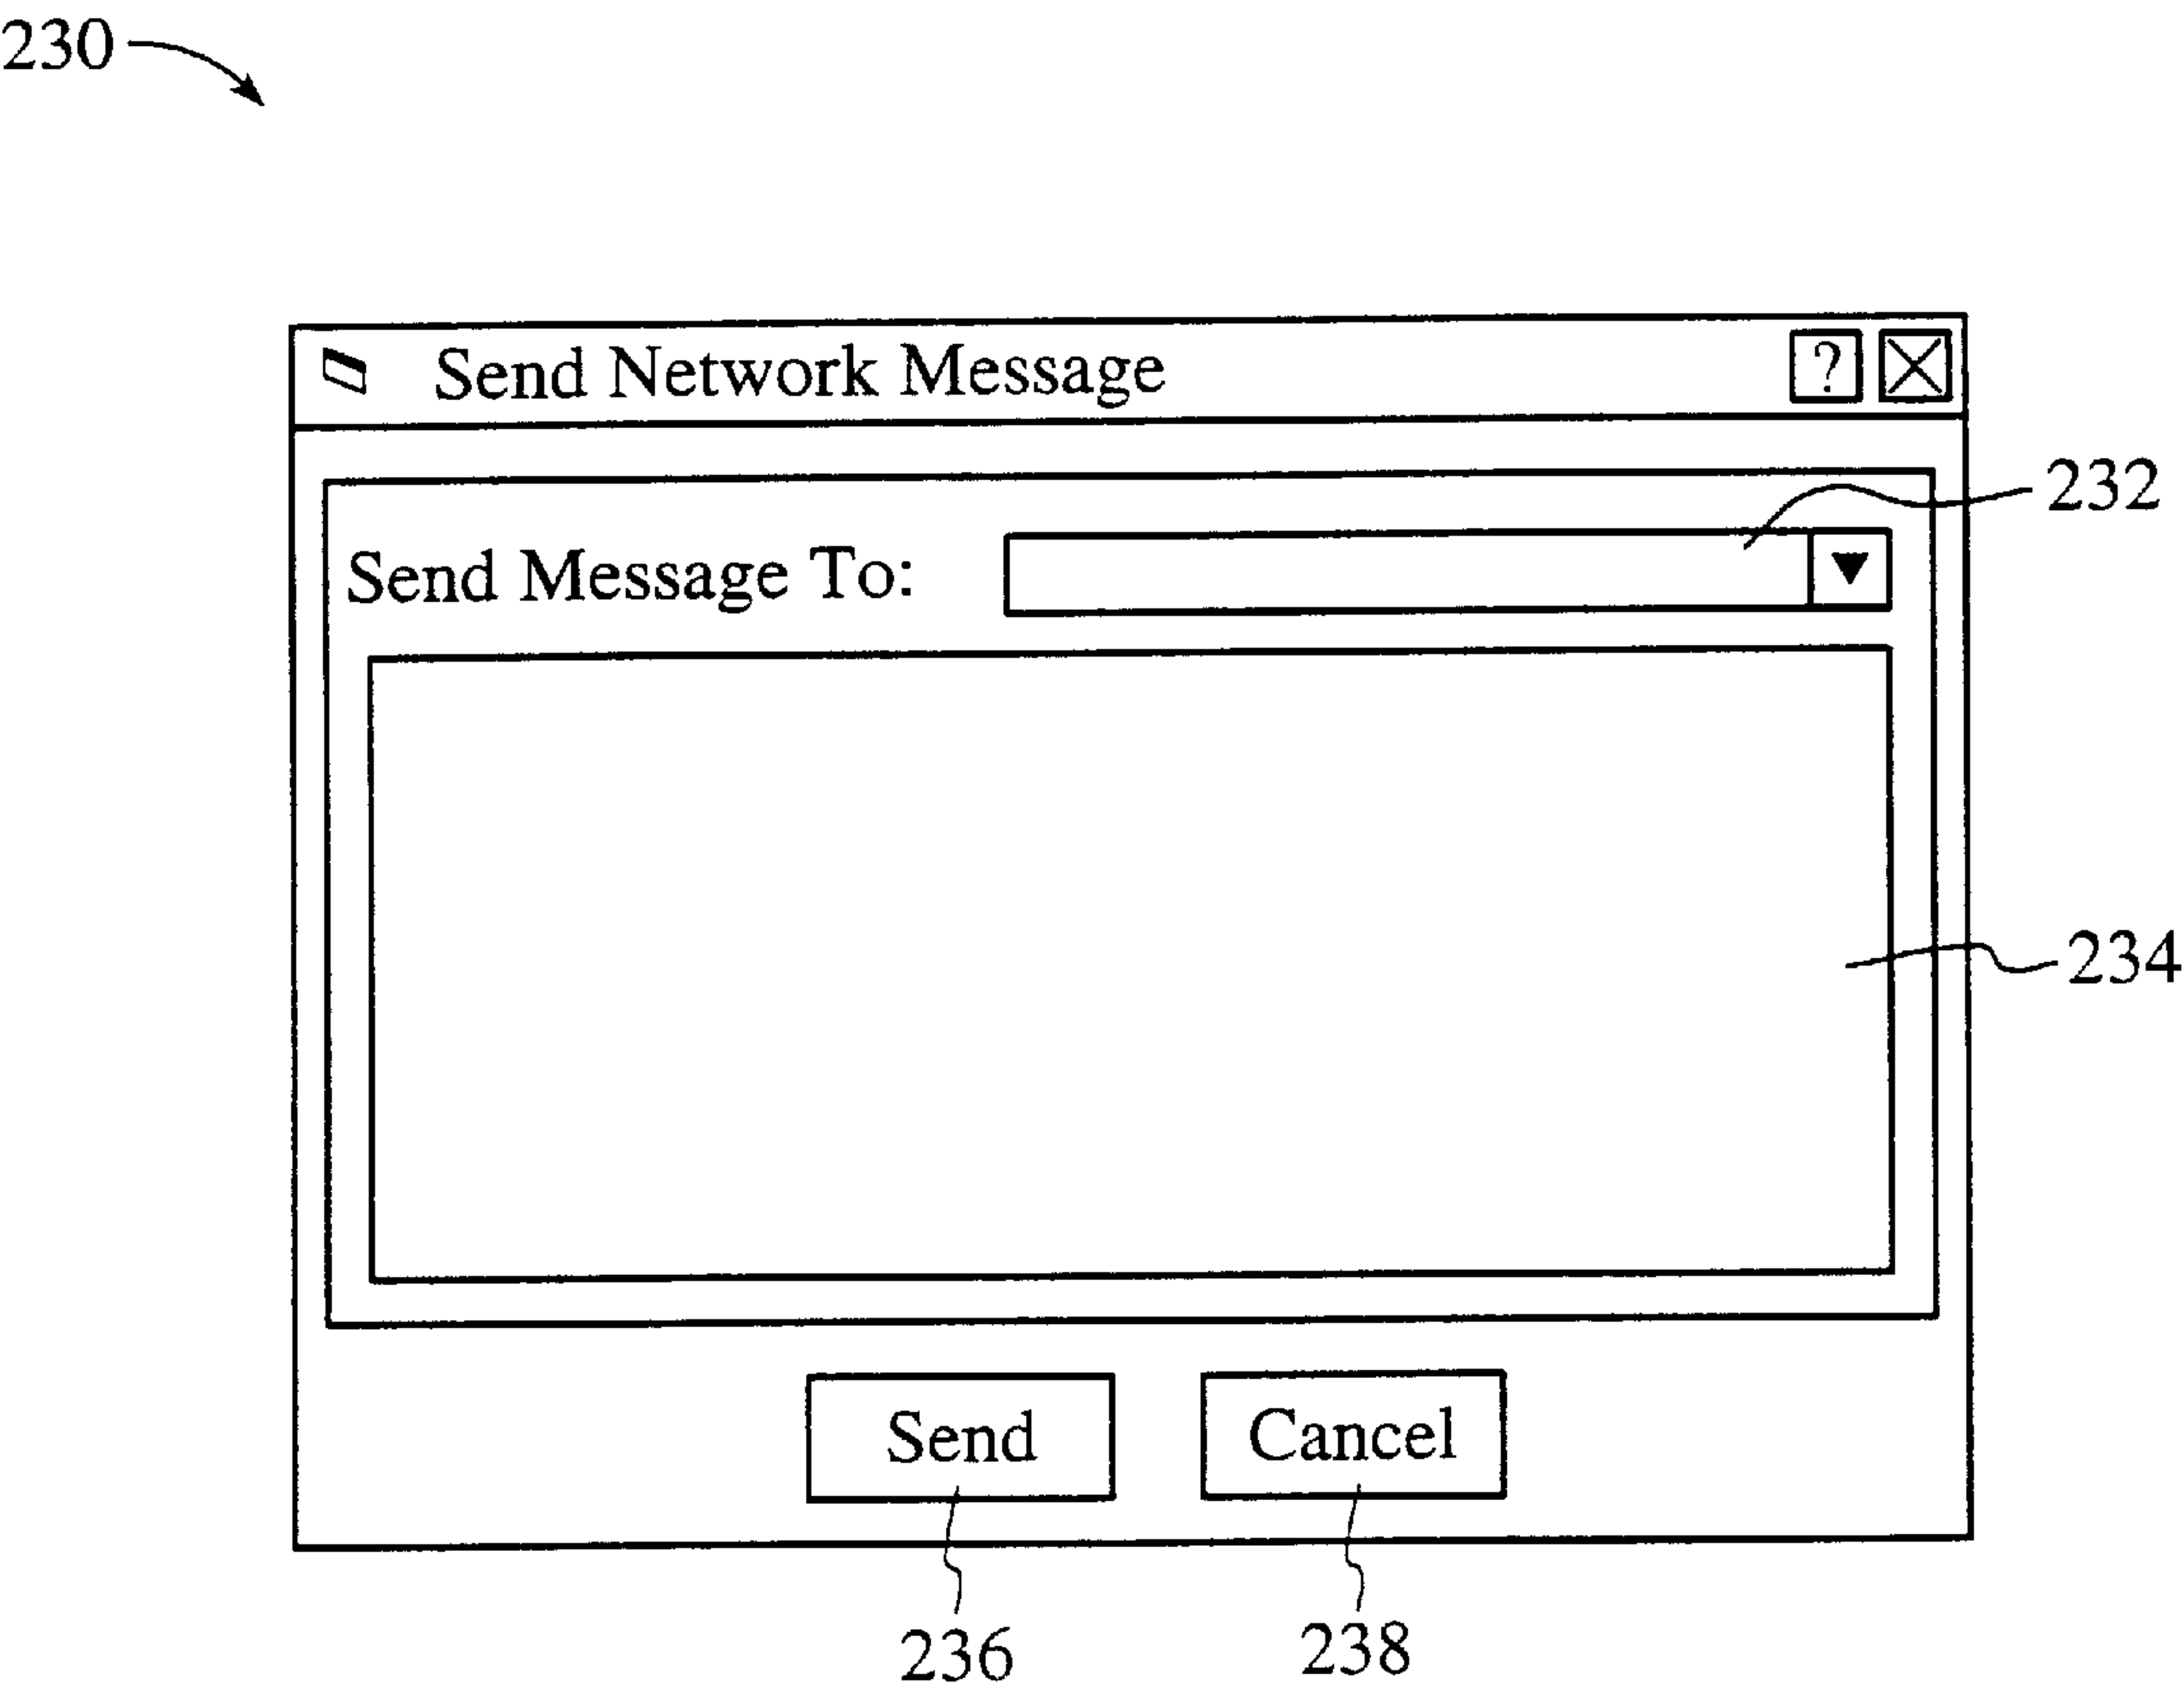 230
Send Network Message ?
232
Send Message To:
234
Send Cancel
236 238